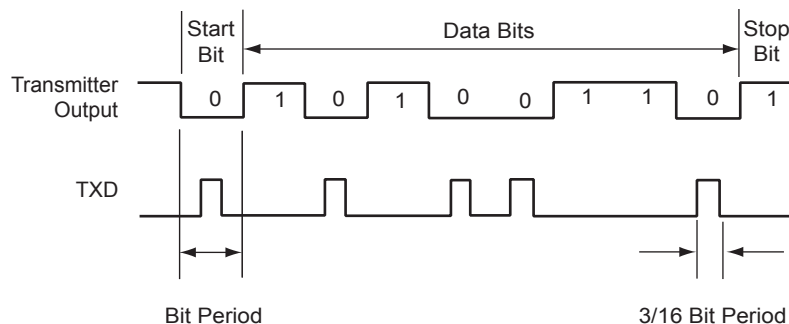 Start
Bit
Data Bits
Stop
Bit
Transmitter
Output
0 1 0 1 0 0 1 1 0 1
TXD
Bit Period
3/16 Bit Period